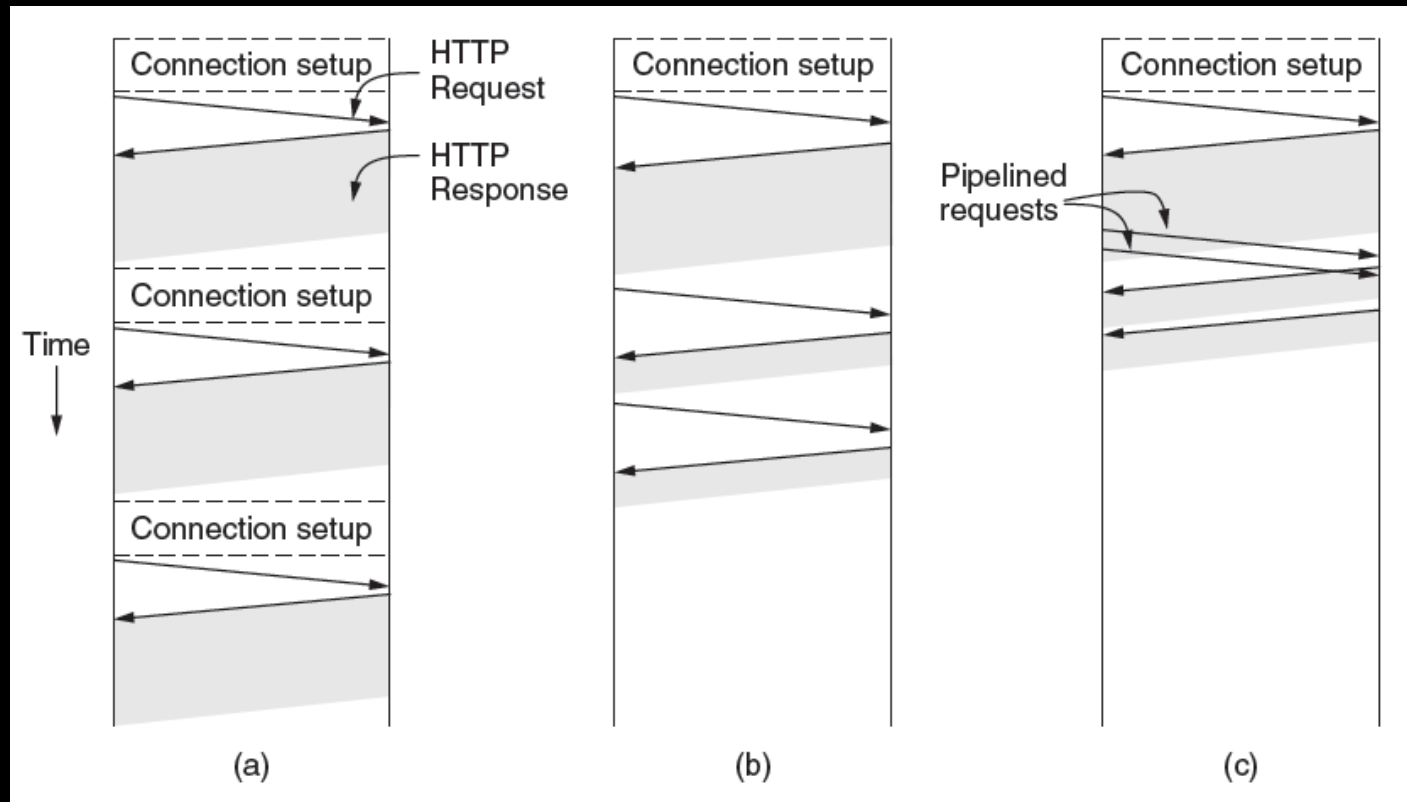 Connection setup
HTTP
Request
HTTP
Response
Connection setup
Time
Connection setup
(a)
Connection setup
(b)
Connection setup
Pipelined
requests
(c)